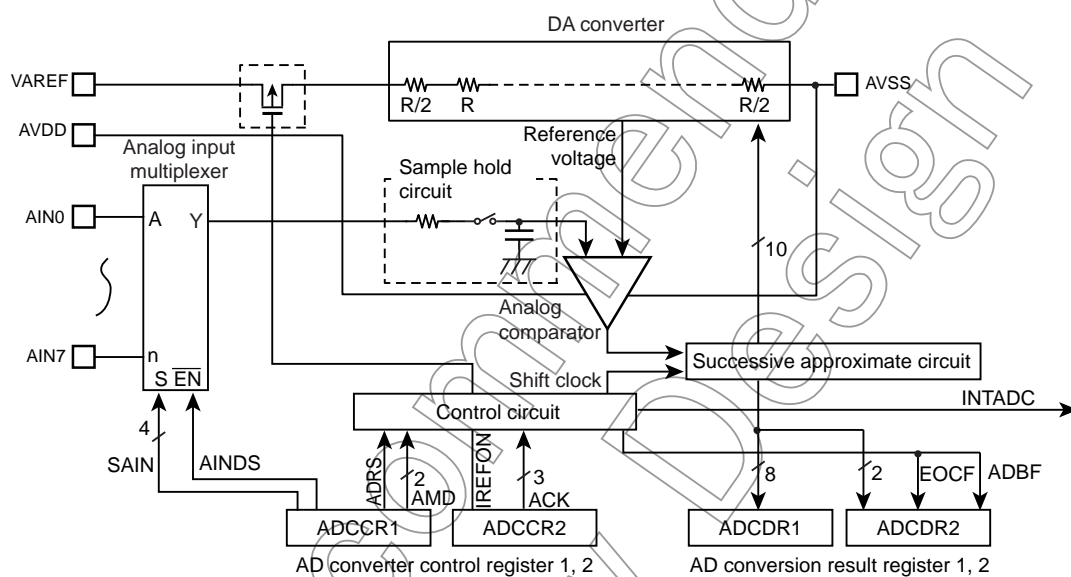 DA converter
VAREF
R/2
R
R/2
AVSS
AVDD
Analog input
multiplexer
Reference
voltage
Sample hold
circuit
AIN0
A
Y
10
Analog
comparator
AIN7
n
S EN
Successive approximate circuit
Shift clock
Control circuit
INTADC
4
SAIN
AINDS
ADRS
2
AMD
IREFON
3
ACK
8
2
EOCF
ADBF
ADCCR1
ADCCR2
ADCDR1
ADCDR2
AD converter control register 1, 2
AD conversion result register 1, 2
commend
Design